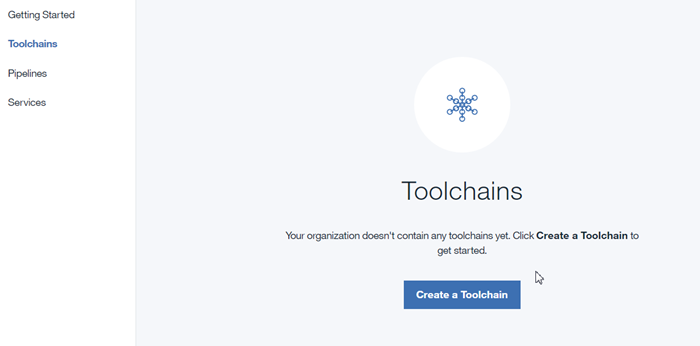 Getting Started
Toolchains
Pipelines
Services
Toolchains
Your organization doesn't contain any toolchains yet. Click Create a Toolchain to
get started.
Create a Toolchain